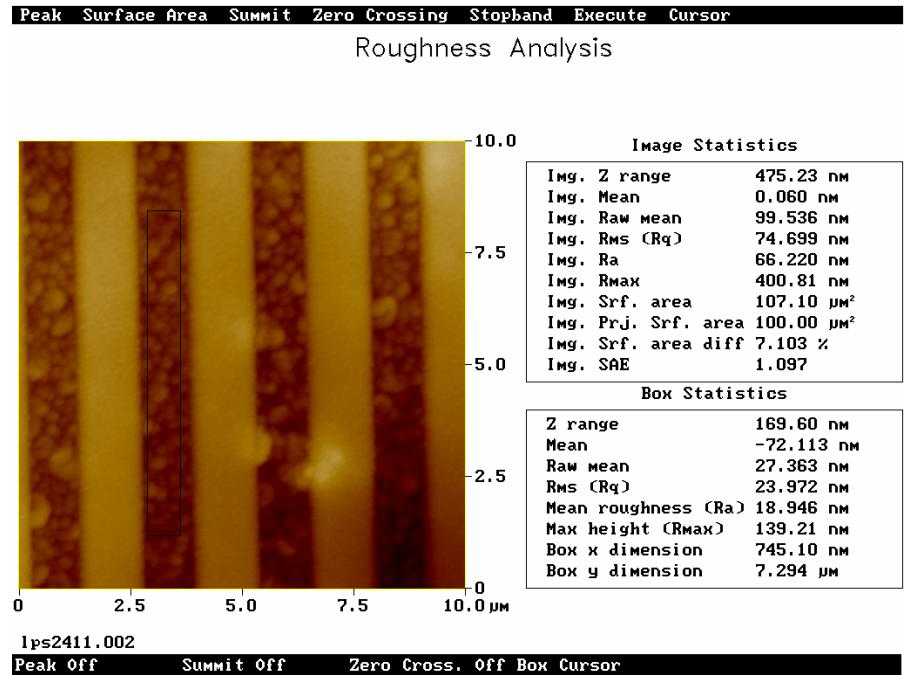 Peak Surface Area Summit Zero Crossing Stopband Execute Cursor
Roughness Analysis
10.0
7.5
5.0
2.5
0
0 2.5 5.0 7.5 10.0 µm
Image Statistics
Img. Z range 475.23 nm
Img. Mean 0.060 nm
Img. Raw mean 99.536 nm
Img. Rms (Rq) 74.699 nm
Img. Ra 66.220 nm
Img. Rmax 400.81 nm
Img. Srf. area 107.10 µm²
Img. Prj. Srf. area 100.00 µm²
Img. Srf. area diff 7.103 %
Img. SAE 1.097
Box Statistics
Z range 169.60 nm
Mean -72.113 nm
Raw mean 27.363 nm
Rms (Rq) 23.972 nm
Mean roughness (Ra) 18.946 nm
Max height (Rmax) 139.21 nm
Box x dimension 745.10 nm
Box y dimension 7.294 µm
lps2411.002
Peak Off Summit Off Zero Cross. Off Box Cursor